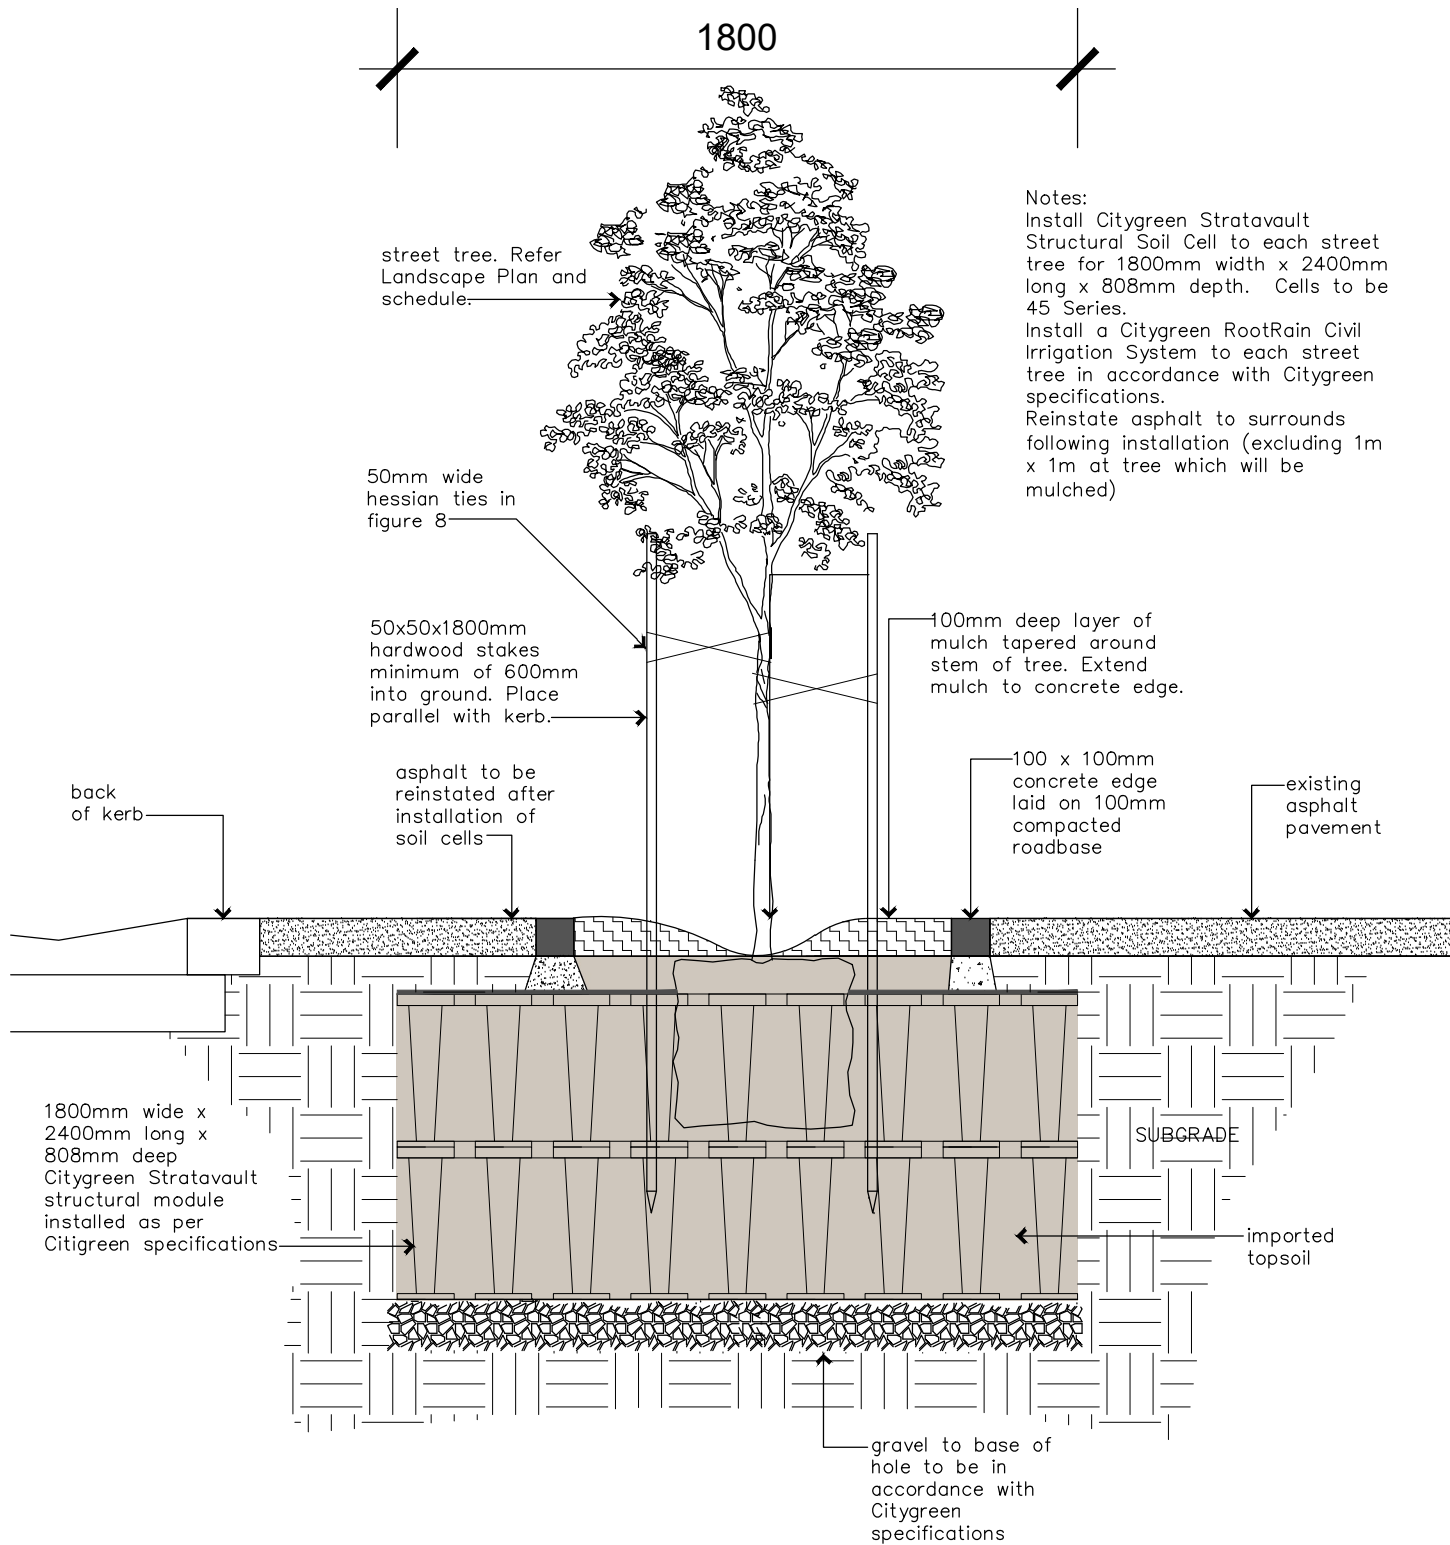 1800
Notes:
Install Citygreen Stratavault
Structural Soil Cell to each street
tree for 1800mm width x 2400mm
long x 808mm depth.  Cells to be
45 Series.
Install a Citygreen RootRain Civil
Irrigation System to each street
tree in accordance with Citygreen
specifications.
Reinstate asphalt to surrounds
following installation (excluding 1m
x 1m at tree which will be
mulched)
street tree. Refer
Landscape Plan and
schedule.
50mm wide
hessian ties in
figure 8
50x50x1800mm
hardwood stakes
minimum of 600mm
into ground. Place
parallel with kerb.
100mm deep layer of
mulch tapered around
stem of tree. Extend
mulch to concrete edge.
back
of kerb
asphalt to be
reinstated after
installation of
soil cells
100 x 100mm
concrete edge
laid on 100mm
compacted
roadbase
existing
asphalt
pavement
1800mm wide x
2400mm long x
808mm deep
Citygreen Stratavault
structural module
installed as per
Citigreen specifications
SUBGRADE
imported
topsoil
gravel to base of
hole to be in
accordance with
Citygreen
specifications